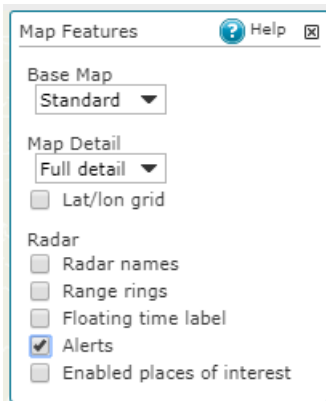 Map Features ? Help x
Base Map
Standard
Map Detail
Full detail
Lat/lon grid
Radar
Radar names
Range rings
Floating time label
Alerts
Enabled places of interest